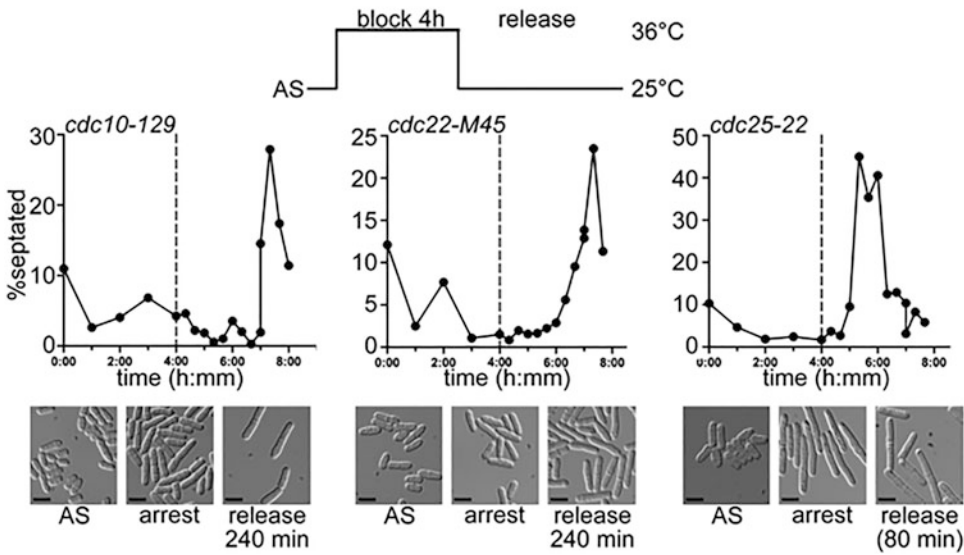 block 4h release 36°C
AS 25°C
cdc10-129 cdc22-M45 cdc25-22
%septated
30
20
10
0
0:00 2:00 4:00 6:00 8:00
time (h:mm)
25
20
15
10
5
0
0:00 2:00 4:00 6:00 8:00
time (h:mm)
50
40
30
20
10
0
0:00 2:00 4:00 6:00 8:00
time (h:mm)
AS arrest release
240 min
AS arrest release
240 min
AS arrest release
(80 min)